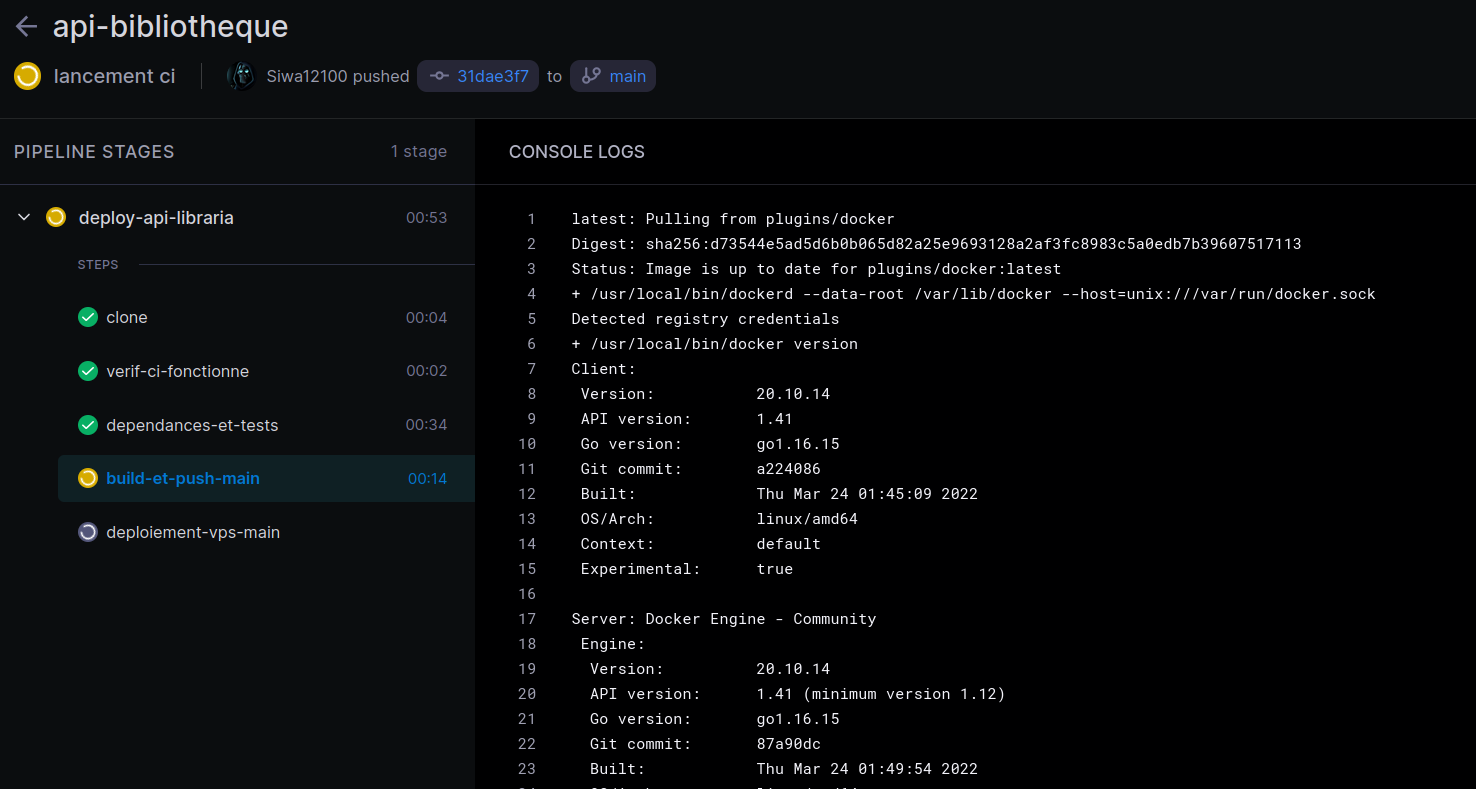 api-bibliotheque
lancement ci Siwa12100 pushed 31dae3f7 to main
PIPELINE STAGES 1 stage
deploy-api-libraria 00:53
STEPS
clone 00:04
verif-ci-fonctionne 00:02
dependances-et-tests 00:34
build-et-push-main 00:14
deploiement-vps-main
CONSOLE LOGS
1 latest: Pulling from plugins/docker
2 Digest: sha256:d73544e5ad5d6b0b065d82a25e9693128a2af3fc8983c5a0edb7b39607517113
3 Status: Image is up to date for plugins/docker:latest
4 + /usr/local/bin/dockerd --data-root /var/lib/docker --host=unix:///var/run/docker.sock
5 Detected registry credentials
6 + /usr/local/bin/docker version
7 Client:
8 Version: 20.10.14
9 API version: 1.41
10 Go version: go1.16.15
11 Git commit: a224086
12 Built: Thu Mar 24 01:45:09 2022
13 OS/Arch: linux/amd64
14 Context: default
15 Experimental: true
16
17 Server: Docker Engine - Community
18 Engine:
19 Version: 20.10.14
20 API version: 1.41 (minimum version 1.12)
21 Go version: go1.16.15
22 Git commit: 87a90dc
23 Built: Thu Mar 24 01:49:54 2022